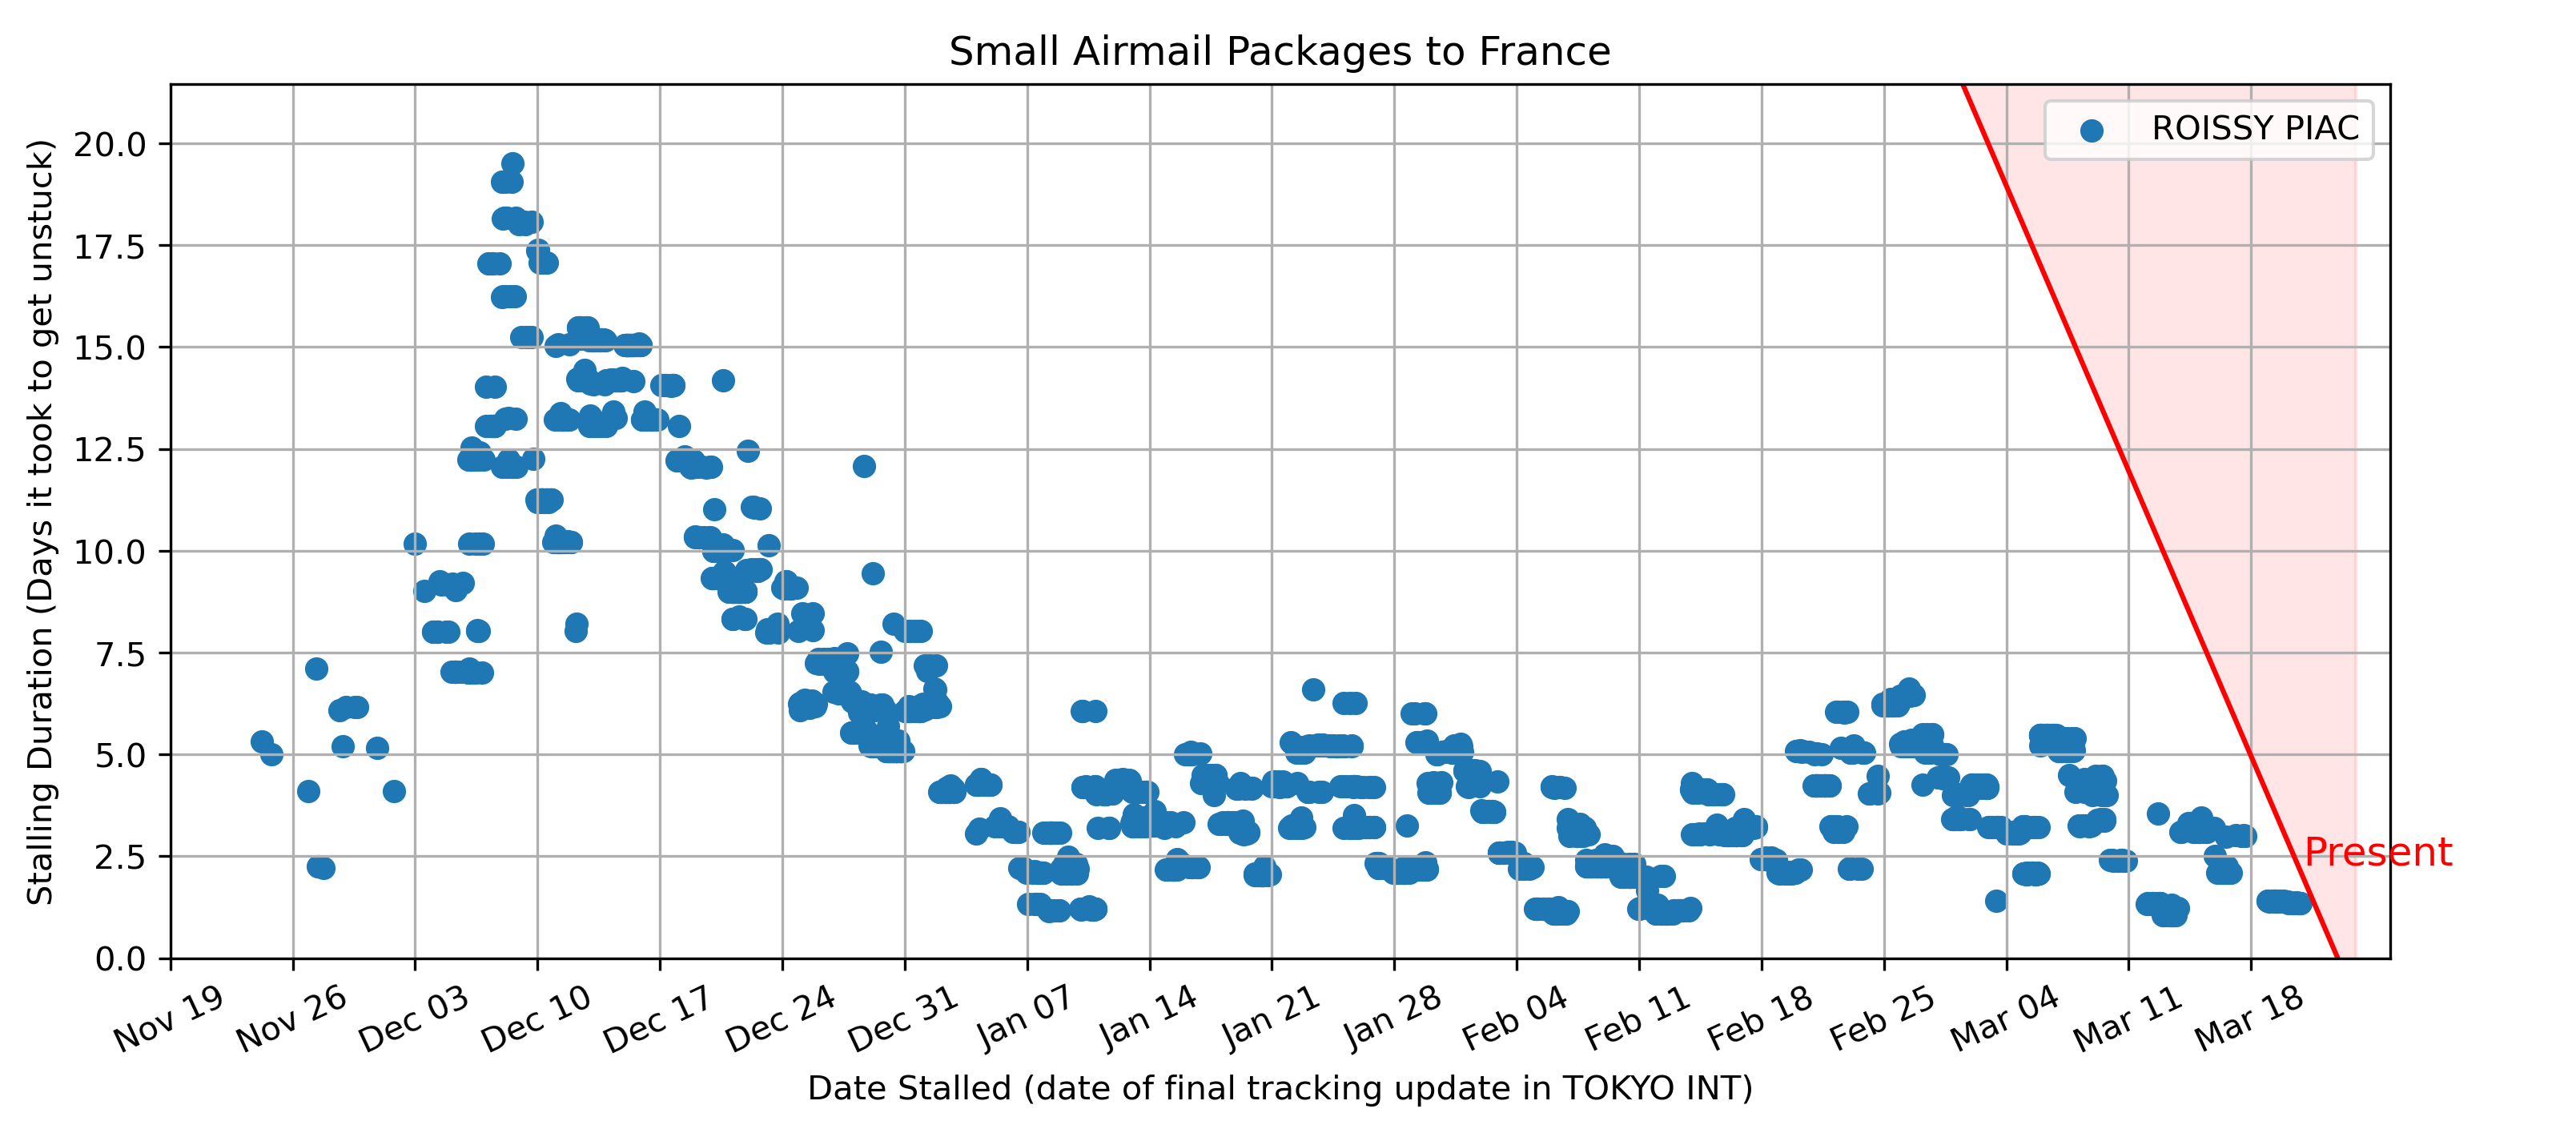 Small Airmail Packages to France
ROISSY PIAC
Stalling Duration (Days it took to get unstuck)
20.0
17.5
15.0
12.5
10.0
7.5
5.0
2.5
0.0
Present
Nov 19 Nov 26 Dec 03 Dec 10 Dec 17 Dec 24 Dec 31 Jan 07 Jan 14 Jan 21 Jan 28 Feb 04 Feb 11 Feb 18 Feb 25 Mar 04 Mar 11 Mar 18
Date Stalled (date of final tracking update in TOKYO INT)